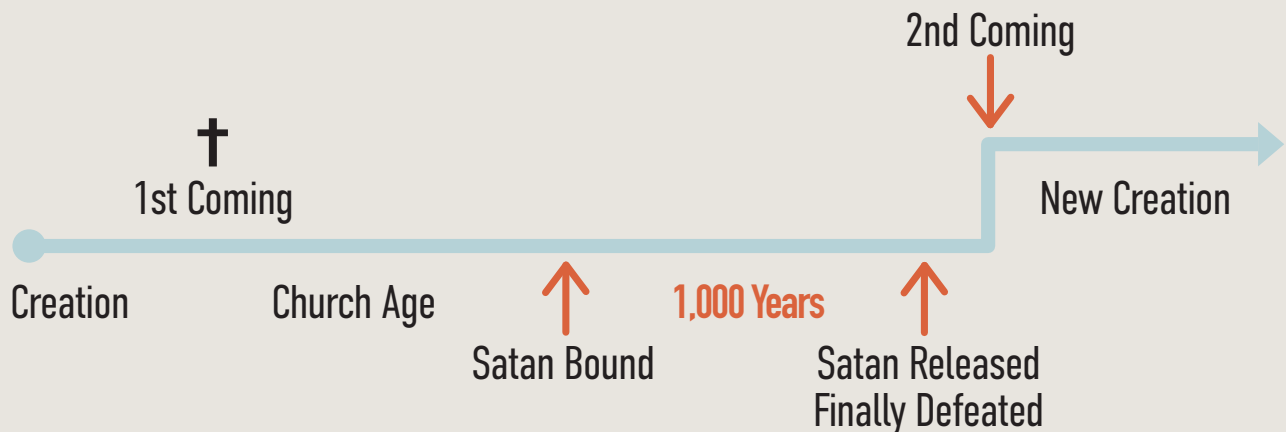 2nd Coming
1st Coming
New Creation
Creation
Church Age
1,000 Years
Satan Bound
Satan Released
Finally Defeated